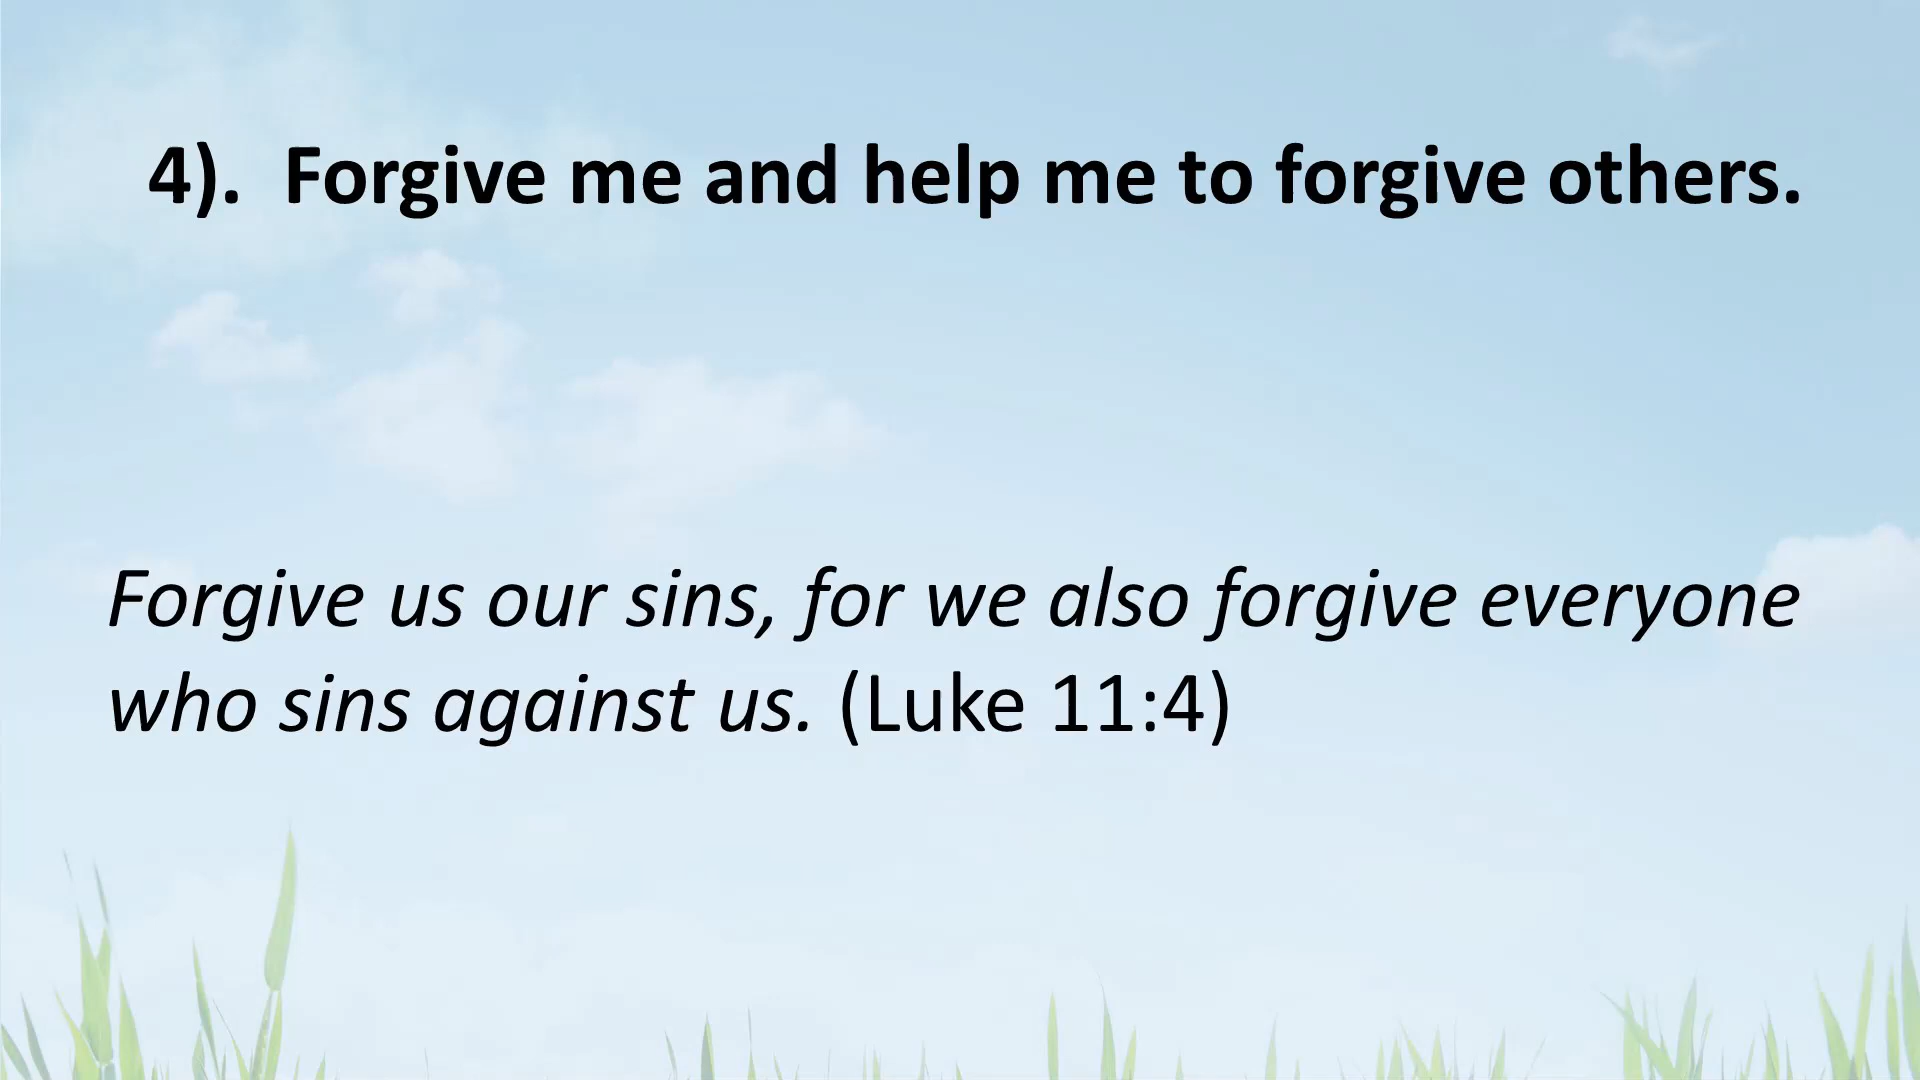 4).  Forgive me and help me to forgive others.
Forgive us our sins, for we also forgive everyone
who sins against us. (Luke 11:4)